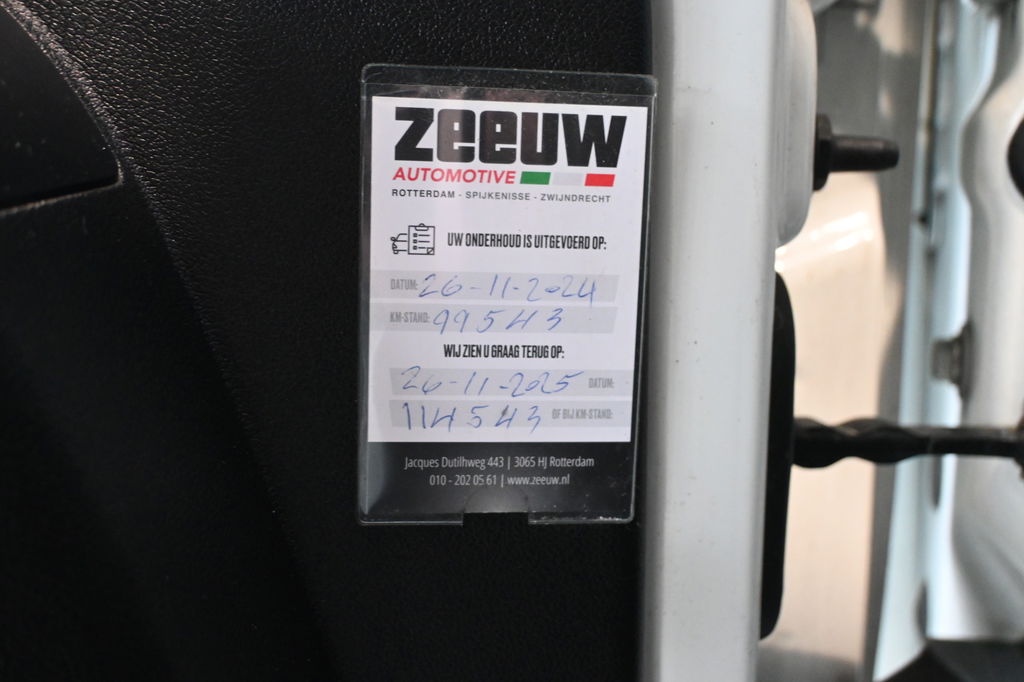 ZEEUW
AUTOMOTIVE
ROTTERDAM - SPIJKENISSE - ZWIJNDRECHT
UW ONDERHOUD IS UITGEVOERD OP:
DATUM: 26-11-2024
KM-STAND: 99543
WIJ ZIEN U GRAAG TERUG OP:
26-11-2025 DATUM:
114543 OF BIJ KM-STAND:
Jacques Dutilhweg 443 | 3065 HJ Rotterdam
010 - 202 05 61 | www.zeeuw.nl